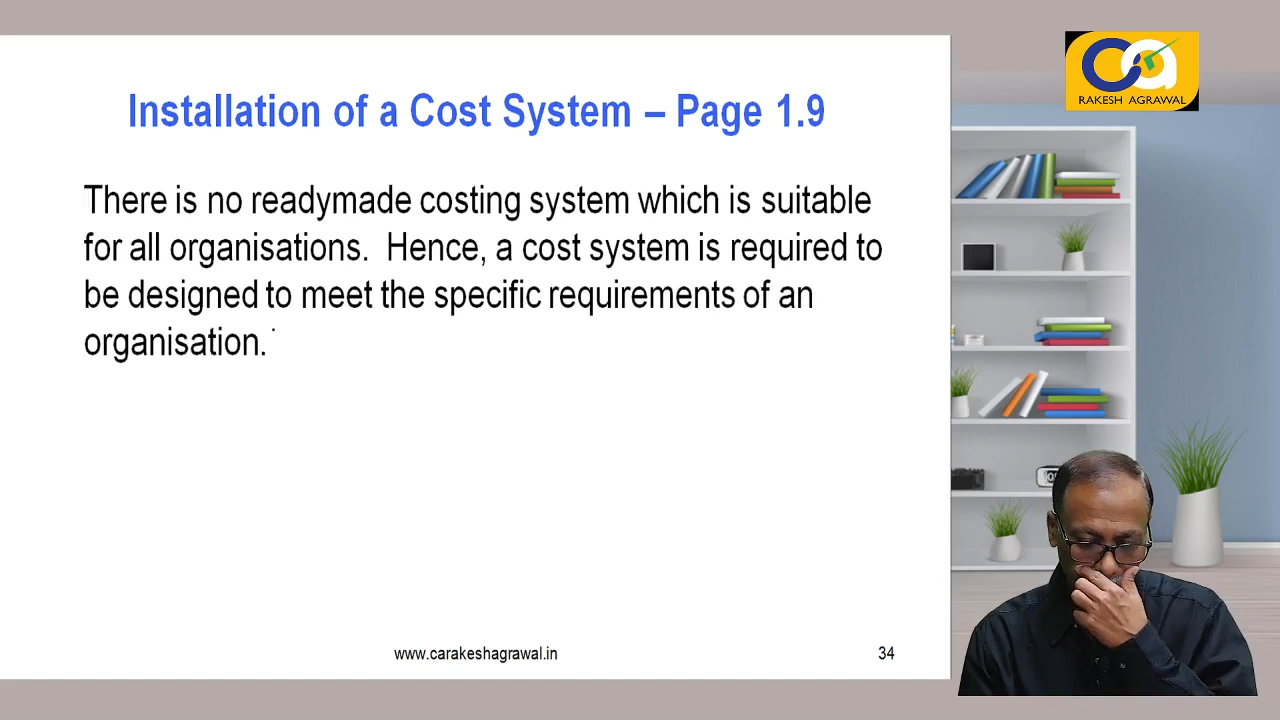 Installation of a Cost System – Page 1.9
There is no readymade costing system which is suitable
for all organisations.  Hence, a cost system is required to
be designed to meet the specific requirements of an
organisation.
www.carakeshagrawal.in
34
ca
RAKESH AGRAWAL